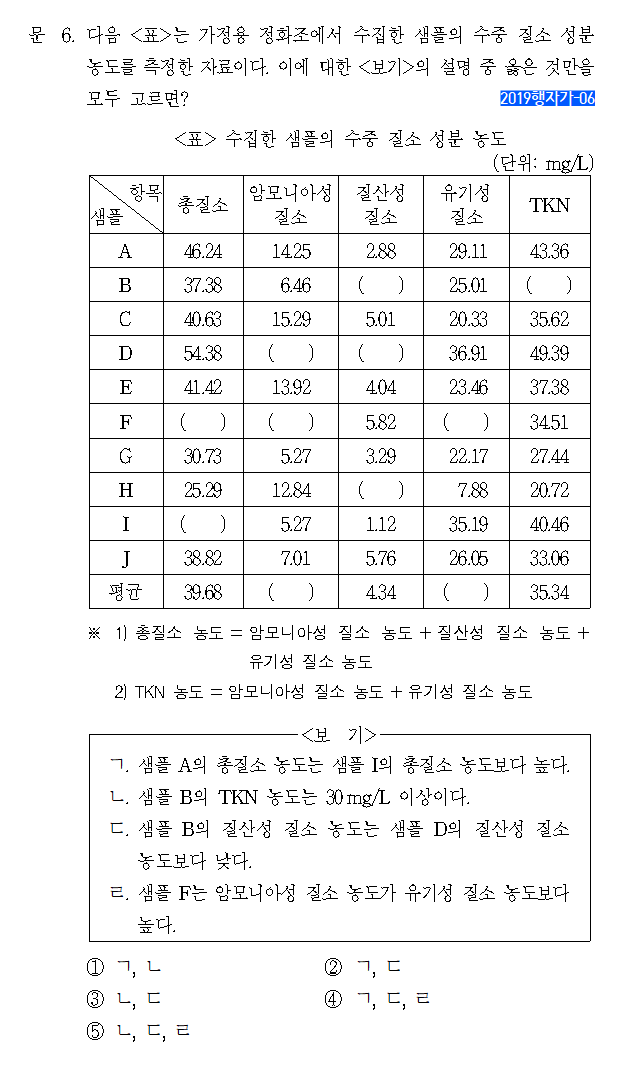 문 6. 다음 <표>는 가정용 정화조에서 수집한 샘플의 수중 질소 성분
농도를 측정한 자료이다. 이에 대한 <보기>의 설명 중 옳은 것만을
모두 고르면?
2019행자가-06
<표> 수집한 샘플의 수중 질소 성분 농도
(단위: mg/L)
항목 샘플 총질소 암모니아성 질소 질산성 질소 유기성 질소 TKN
A 46.24 14.25 2.88 29.11 43.36
B 37.38 6.46 ( ) 25.01 ( )
C 40.63 15.29 5.01 20.33 35.62
D 54.38 ( ) ( ) 36.91 49.39
E 41.42 13.92 4.04 23.46 37.38
F ( ) ( ) 5.82 ( ) 34.51
G 30.73 5.27 3.29 22.17 27.44
H 25.29 12.84 ( ) 7.88 20.72
I ( ) 5.27 1.12 35.19 40.46
J 38.82 7.01 5.76 26.05 33.06
평균 39.68 ( ) 4.34 ( ) 35.34
※ 1) 총질소 농도 = 암모니아성 질소 농도 + 질산성 질소 농도 +
유기성 질소 농도
2) TKN 농도 = 암모니아성 질소 농도 + 유기성 질소 농도
<보 기>
ㄱ. 샘플 A의 총질소 농도는 샘플 I의 총질소 농도보다 높다.
ㄴ. 샘플 B의 TKN 농도는 30 mg/L 이상이다.
ㄷ. 샘플 B의 질산성 질소 농도는 샘플 D의 질산성 질소
농도보다 낮다.
ㄹ. 샘플 F는 암모니아성 질소 농도가 유기성 질소 농도보다
높다.
① ㄱ, ㄴ ② ㄱ, ㄷ
③ ㄴ, ㄷ ④ ㄱ, ㄷ, ㄹ
⑤ ㄴ, ㄷ, ㄹ